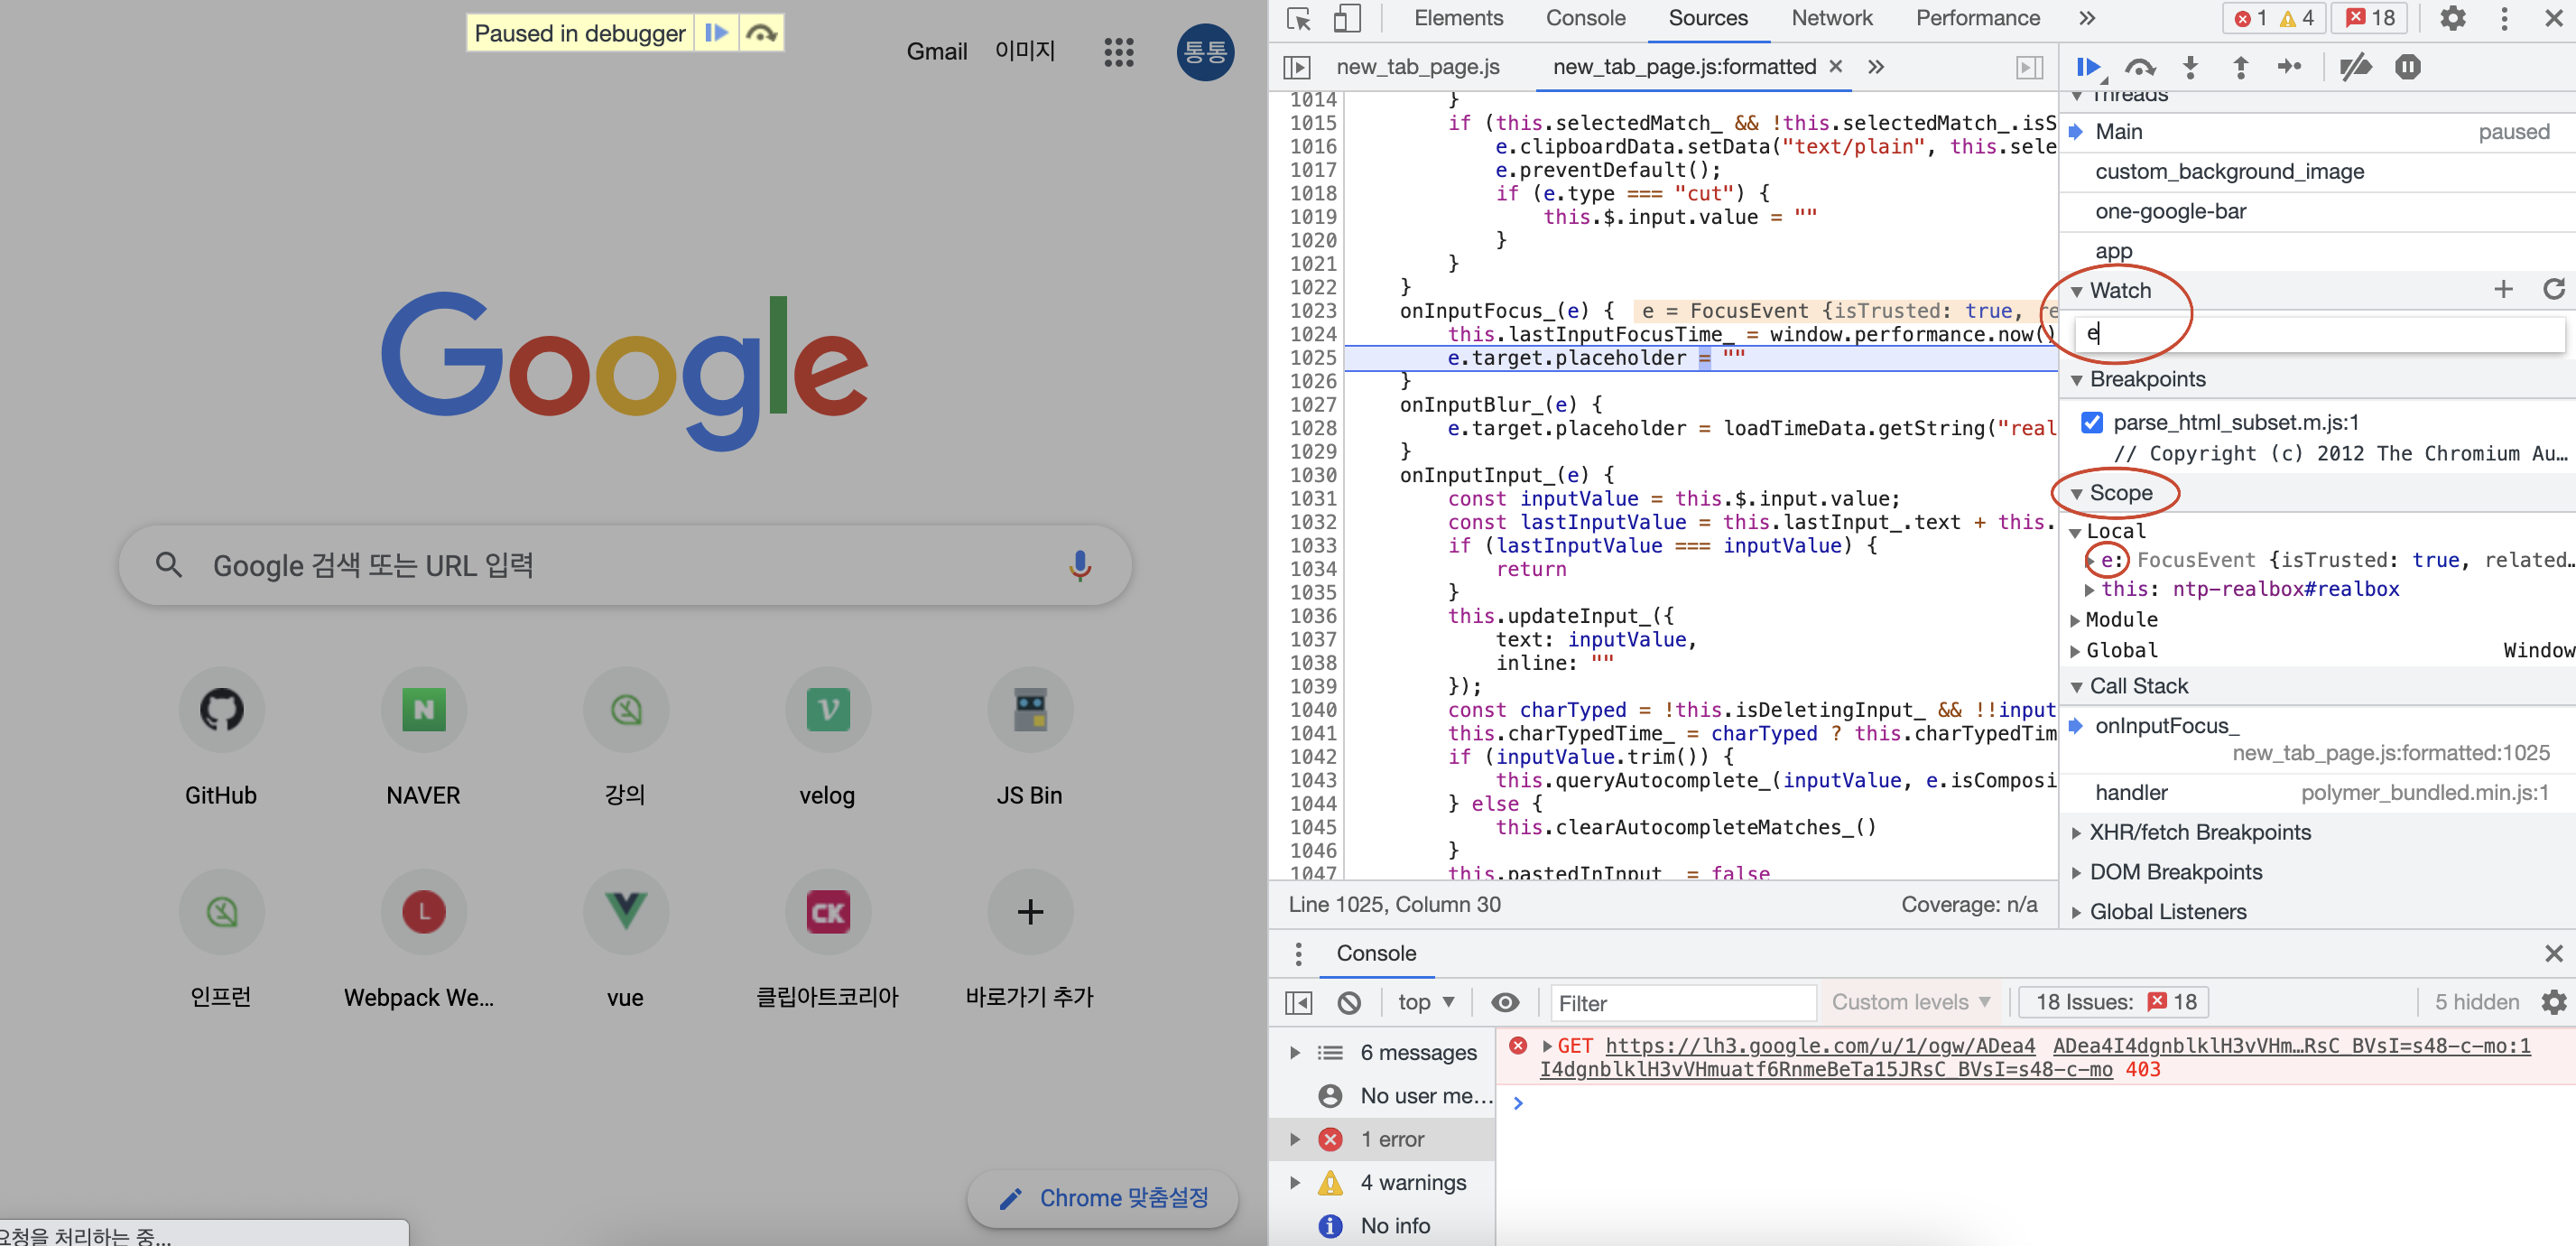 Paused in debugger
Gmail 이미지
통통
Google
Google 검색 또는 URL 입력
GitHub NAVER 강의 velog JS Bin
인프런 Webpack We... vue 클립아트코리아 바로가기 추가
Chrome 맞춤설정
요청을 처리하는 중...
Elements Console Sources Network Performance 1 4 18
new_tab_page.js new_tab_page.js:formatted
1014 }
1015 if (this.selectedMatch_ && !this.selectedMatch_.isS
1016 e.clipboardData.setData("text/plain", this.sele
1017 e.preventDefault();
1018 if (e.type === "cut") {
1019 this.$.input.value = ""
1020 }
1021 }
1022 }
1023 onInputFocus_(e) { e = FocusEvent {isTrusted: true, re
1024 this.lastInputFocusTime_ = window.performance.now()
1025 e.target.placeholder = ""
1026 }
1027 onInputBlur_(e) {
1028 e.target.placeholder = loadTimeData.getString("real
1029 }
1030 onInputInput_(e) {
1031 const inputValue = this.$.input.value;
1032 const lastInputValue = this.lastInput_.text + this.
1033 if (lastInputValue === inputValue) {
1034 return
1035 }
1036 this.updateInput_({
1037 text: inputValue,
1038 inline: ""
1039 });
1040 const charTyped = !this.isDeletingInput_ && !!input
1041 this.charTypedTime_ = charTyped ? this.charTypedTim
1042 if (inputValue.trim()) {
1043 this.queryAutocomplete_(inputValue, e.isComposi
1044 } else {
1045 this.clearAutocompleteMatches_()
1046 }
1047 this.pastedInInput_ = false
Line 1025, Column 30 Coverage: n/a
Threads
Main paused
custom_background_image
one-google-bar
app
Watch
e
Breakpoints
parse_html_subset.m.js:1
// Copyright (c) 2012 The Chromium Au…
Scope
Local
e: FocusEvent {isTrusted: true, related…
this: ntp-realbox#realbox
Module
Global Window
Call Stack
onInputFocus_
new_tab_page.js:formatted:1025
handler polymer_bundled.min.js:1
XHR/fetch Breakpoints
DOM Breakpoints
Global Listeners
Console
top Filter Custom levels 18 Issues: 18 5 hidden
6 messages
No user me…
1 error
4 warnings
No info
GET https://lh3.google.com/u/1/ogw/ADea4 ADea4I4dgnblklH3vVHm…RsC_BVsI=s48-c-mo:1
I4dgnblklH3vVHmuatf6RnmeBeTa15JRsC_BVsI=s48-c-mo 403